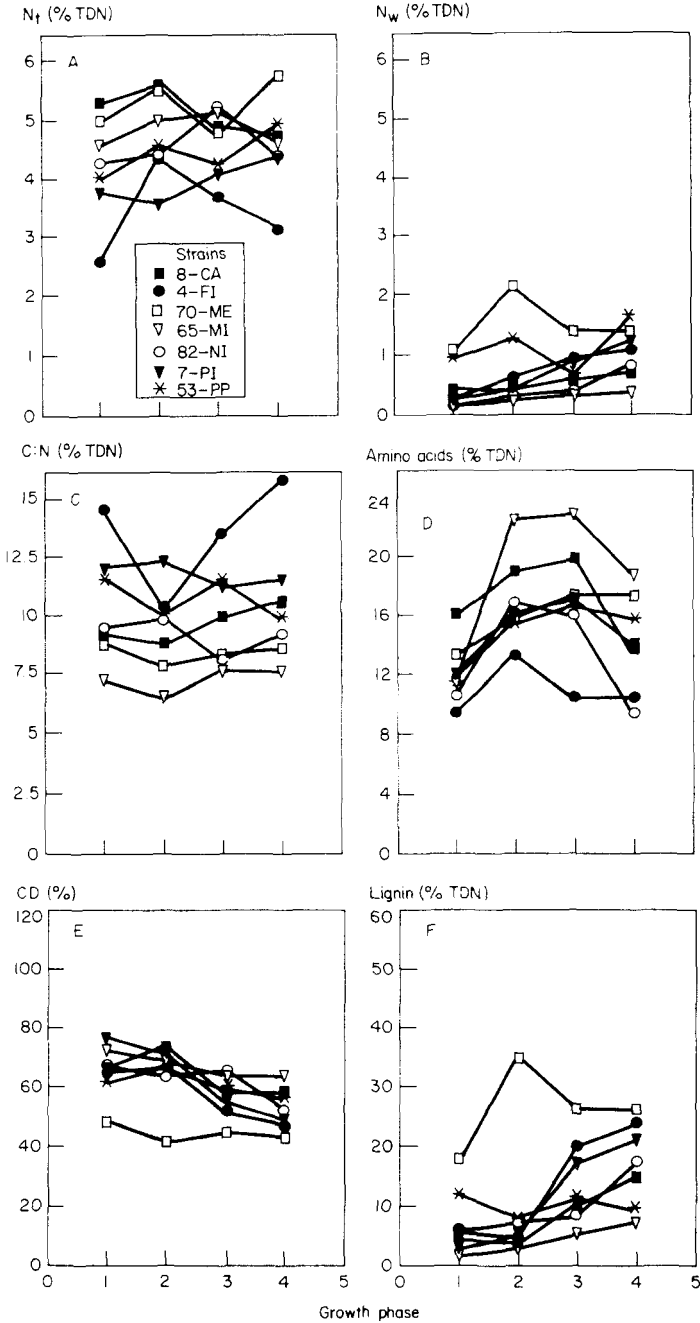 Nt (% TDN)
A
6
5
4
3
2
1
0
Strains
8-CA
4-FI
70-ME
65-MI
82-NI
7-PI
53-PP
Nw (% TDN)
B
6
5
4
3
2
1
0
C:N (% TDN)
C
15
12.5
10
7.5
5
2.5
0
Amino acids (% TDN)
D
24
20
16
12
8
4
0
CD (%)
E
120
100
80
60
40
20
0
0 1 2 3 4 5
Lignin (% TDN)
F
60
50
40
30
20
10
0
0 1 2 3 4 5
Growth phase